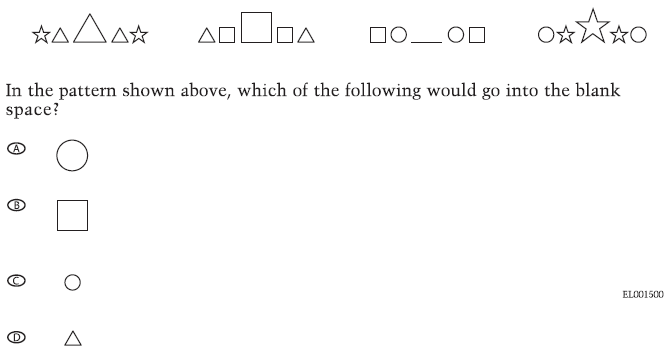 In the pattern shown above, which of the following would go into the blank
space?
A
B
C
EL001500
D